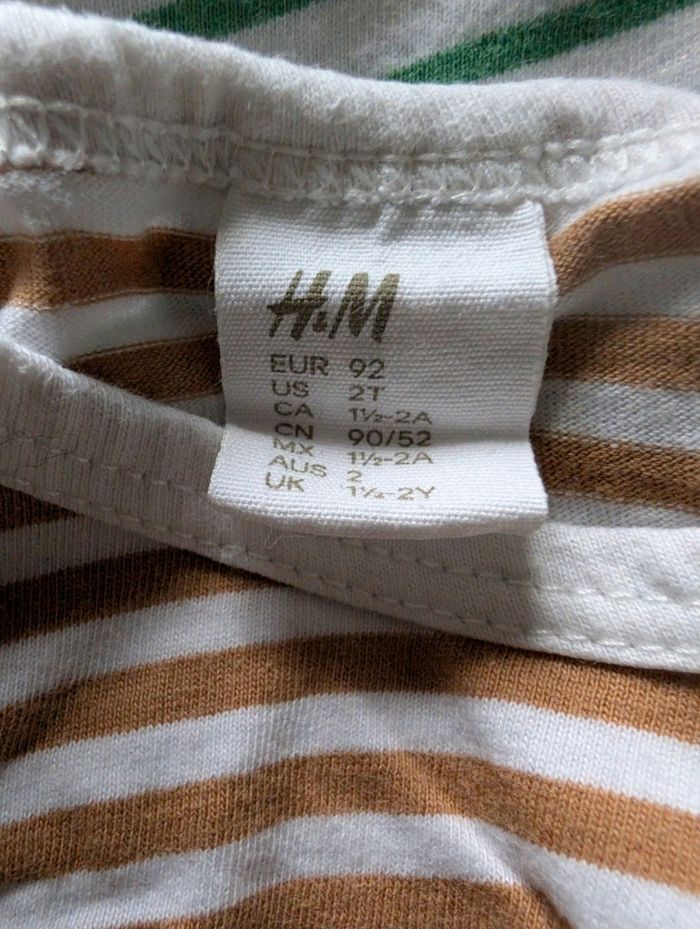 H&M
EUR 92
US 2T
CA 1½-2A
CN 90/52
MX 1½-2A
AUS 2
UK 1½-2Y